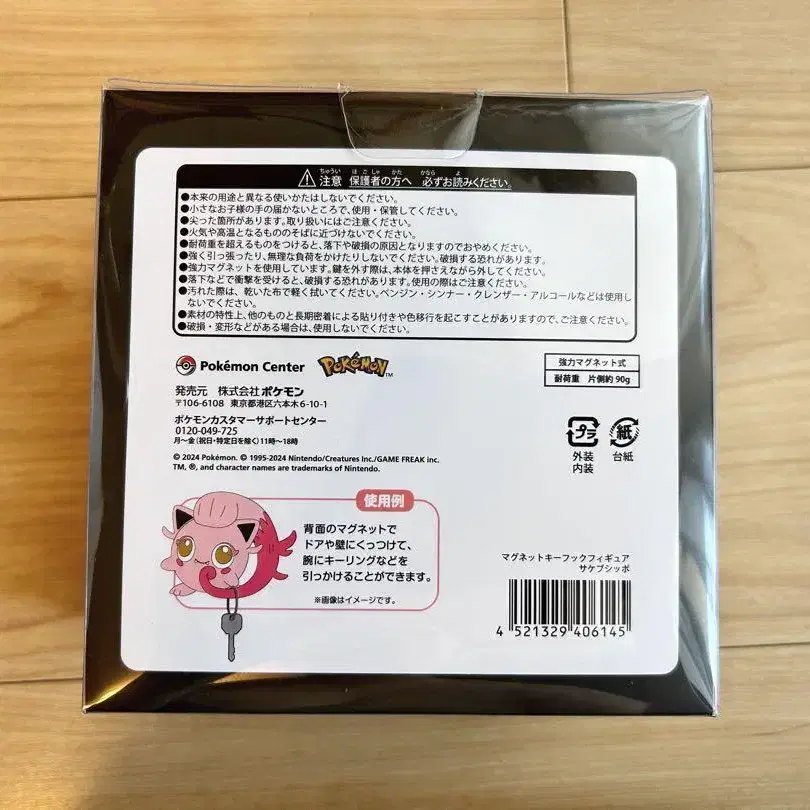 ⚠注意 保護者の方へ 必ずお読みください。
●本来の用途と異なる使いかたはしないでください。
●小さなお子様の手の届かないところで、使用・保管してください。
●尖った箇所があります。取り扱いにはご注意ください。
●火気や高温となるもののそばに近づけないでください。
●耐荷重を超えるものをつけると、落下や破損の原因となりますのでおやめください。
●強く引っ張ったり、無理な負荷をかけたりしないでください。破損する恐れがあります。
●強力マグネットを使用しています。鍵を外す際は、本体を押さえながら外してください。
●落下などで衝撃を受けると、破損する恐れがあります。使用の際はご注意ください。
●汚れた際は、乾いた布で軽く拭いてください。ベンジン・シンナー・クレンザー・アルコールなどは使用し
ないでください。
●素材の特性上、他のものと長期密着による貼り付きや色移行を起こすことがありますので、ご注意ください。
●破損・変形などがある場合は、使用しないでください。
Pokémon Center POKéMON™
発売元 株式会社ポケモン
〒106-6108 東京都港区六本木6-10-1
ポケモンカスタマーサポートセンター
0120-049-725
月〜金(祝日・特定日を除く)11時〜18時
© 2024 Pokémon. © 1995-2024 Nintendo/Creatures Inc./GAME FREAK inc.
TM, ®, and character names are trademarks of Nintendo.
強力マグネット式
耐荷重 片側約 90g
プラ 紙
外装 台紙
内装
使用例
背面のマグネットで
ドアや壁にくっつけて、
腕にキーリングなどを
引っかけることができます。
※画像はイメージです。
マグネットキーフックフィギュア
サケブシッポ
4 521329 406145